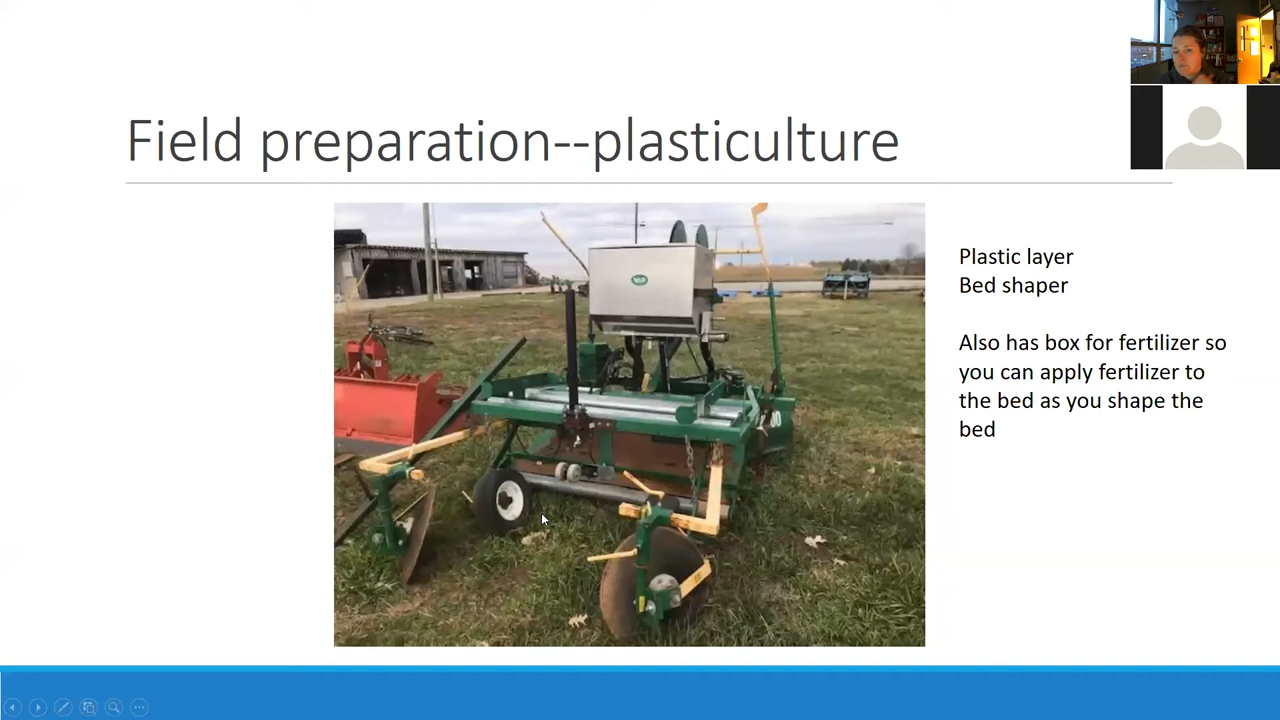 Field preparation--plasticulture
Plastic layer
Bed shaper
Also has box for fertilizer so
you can apply fertilizer to
the bed as you shape the
bed